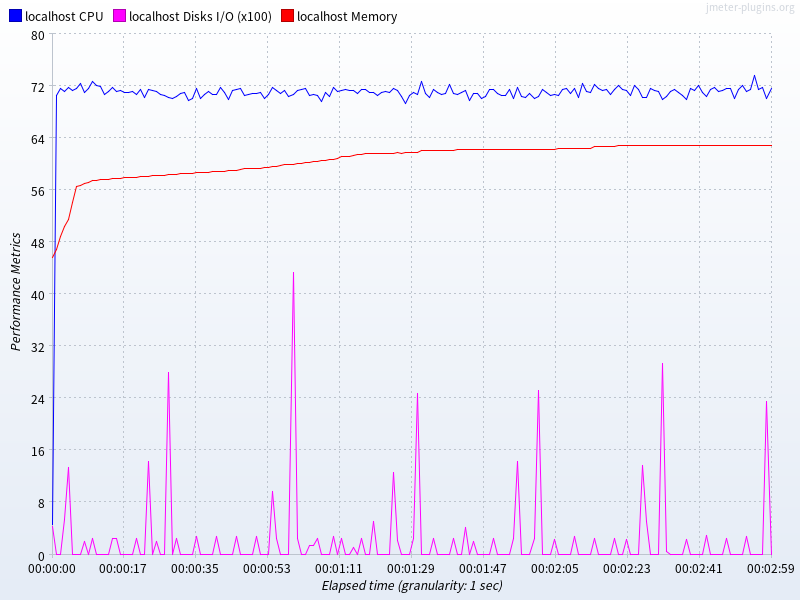 jmeter-plugins.org
localhost CPU localhost Disks I/O (x100) localhost Memory
80
72
64
56
48
40
32
24
16
8
0
Performance Metrics
00:00:00 00:00:17 00:00:35 00:00:53 00:01:11 00:01:29 00:01:47 00:02:05 00:02:23 00:02:41 00:02:59
Elapsed time (granularity: 1 sec)